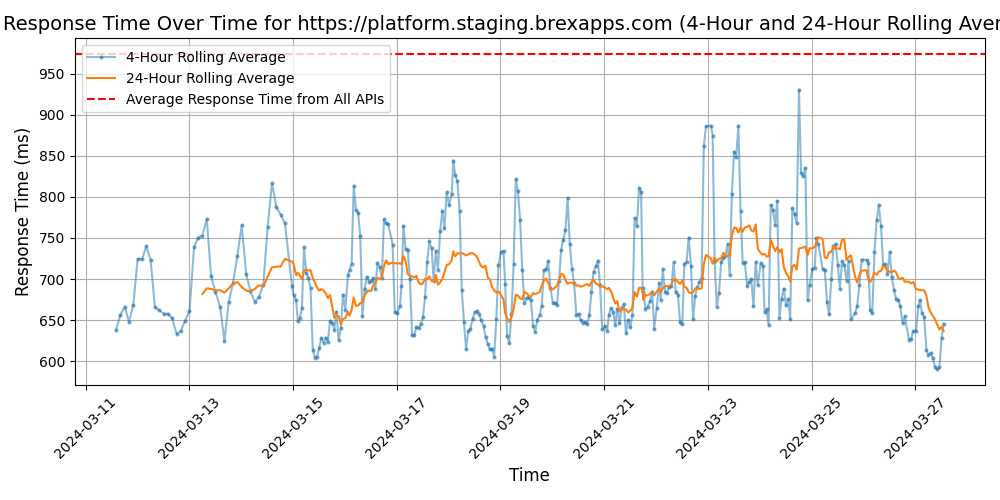 Response Time Over Time for https://platform.staging.brexapps.com (4-Hour and 24-Hour Rolling Aver
4-Hour Rolling Average
24-Hour Rolling Average
Average Response Time from All APIs
Response Time (ms)
950
900
850
800
750
700
650
600
2024-03-11
2024-03-13
2024-03-15
2024-03-17
2024-03-19
2024-03-21
2024-03-23
2024-03-25
2024-03-27
Time